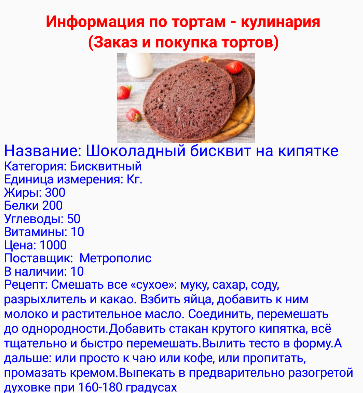 Информация по тортам - кулинария
(Заказ и покупка тортов)
Название: Шоколадный бисквит на кипятке
Категория: Бисквитный
Единица измерения: Кг.
Жиры: 300
Белки 200
Углеводы: 50
Витамины: 10
Цена: 1000
Поставщик: Метрополис
В наличии: 10
Рецепт: Смешать все «сухое»: муку, сахар, соду,
разрыхлитель и какао. Взбить яйца, добавить к ним
молоко и растительное масло. Соединить, перемешать
до однородности.Добавить стакан крутого кипятка, всё
тщательно и быстро перемешать.Вылить тесто в форму.А
дальше: или просто к чаю или кофе, или пропитать,
промазать кремом.Выпекать в предварительно разогретой
духовке при 160-180 градусах